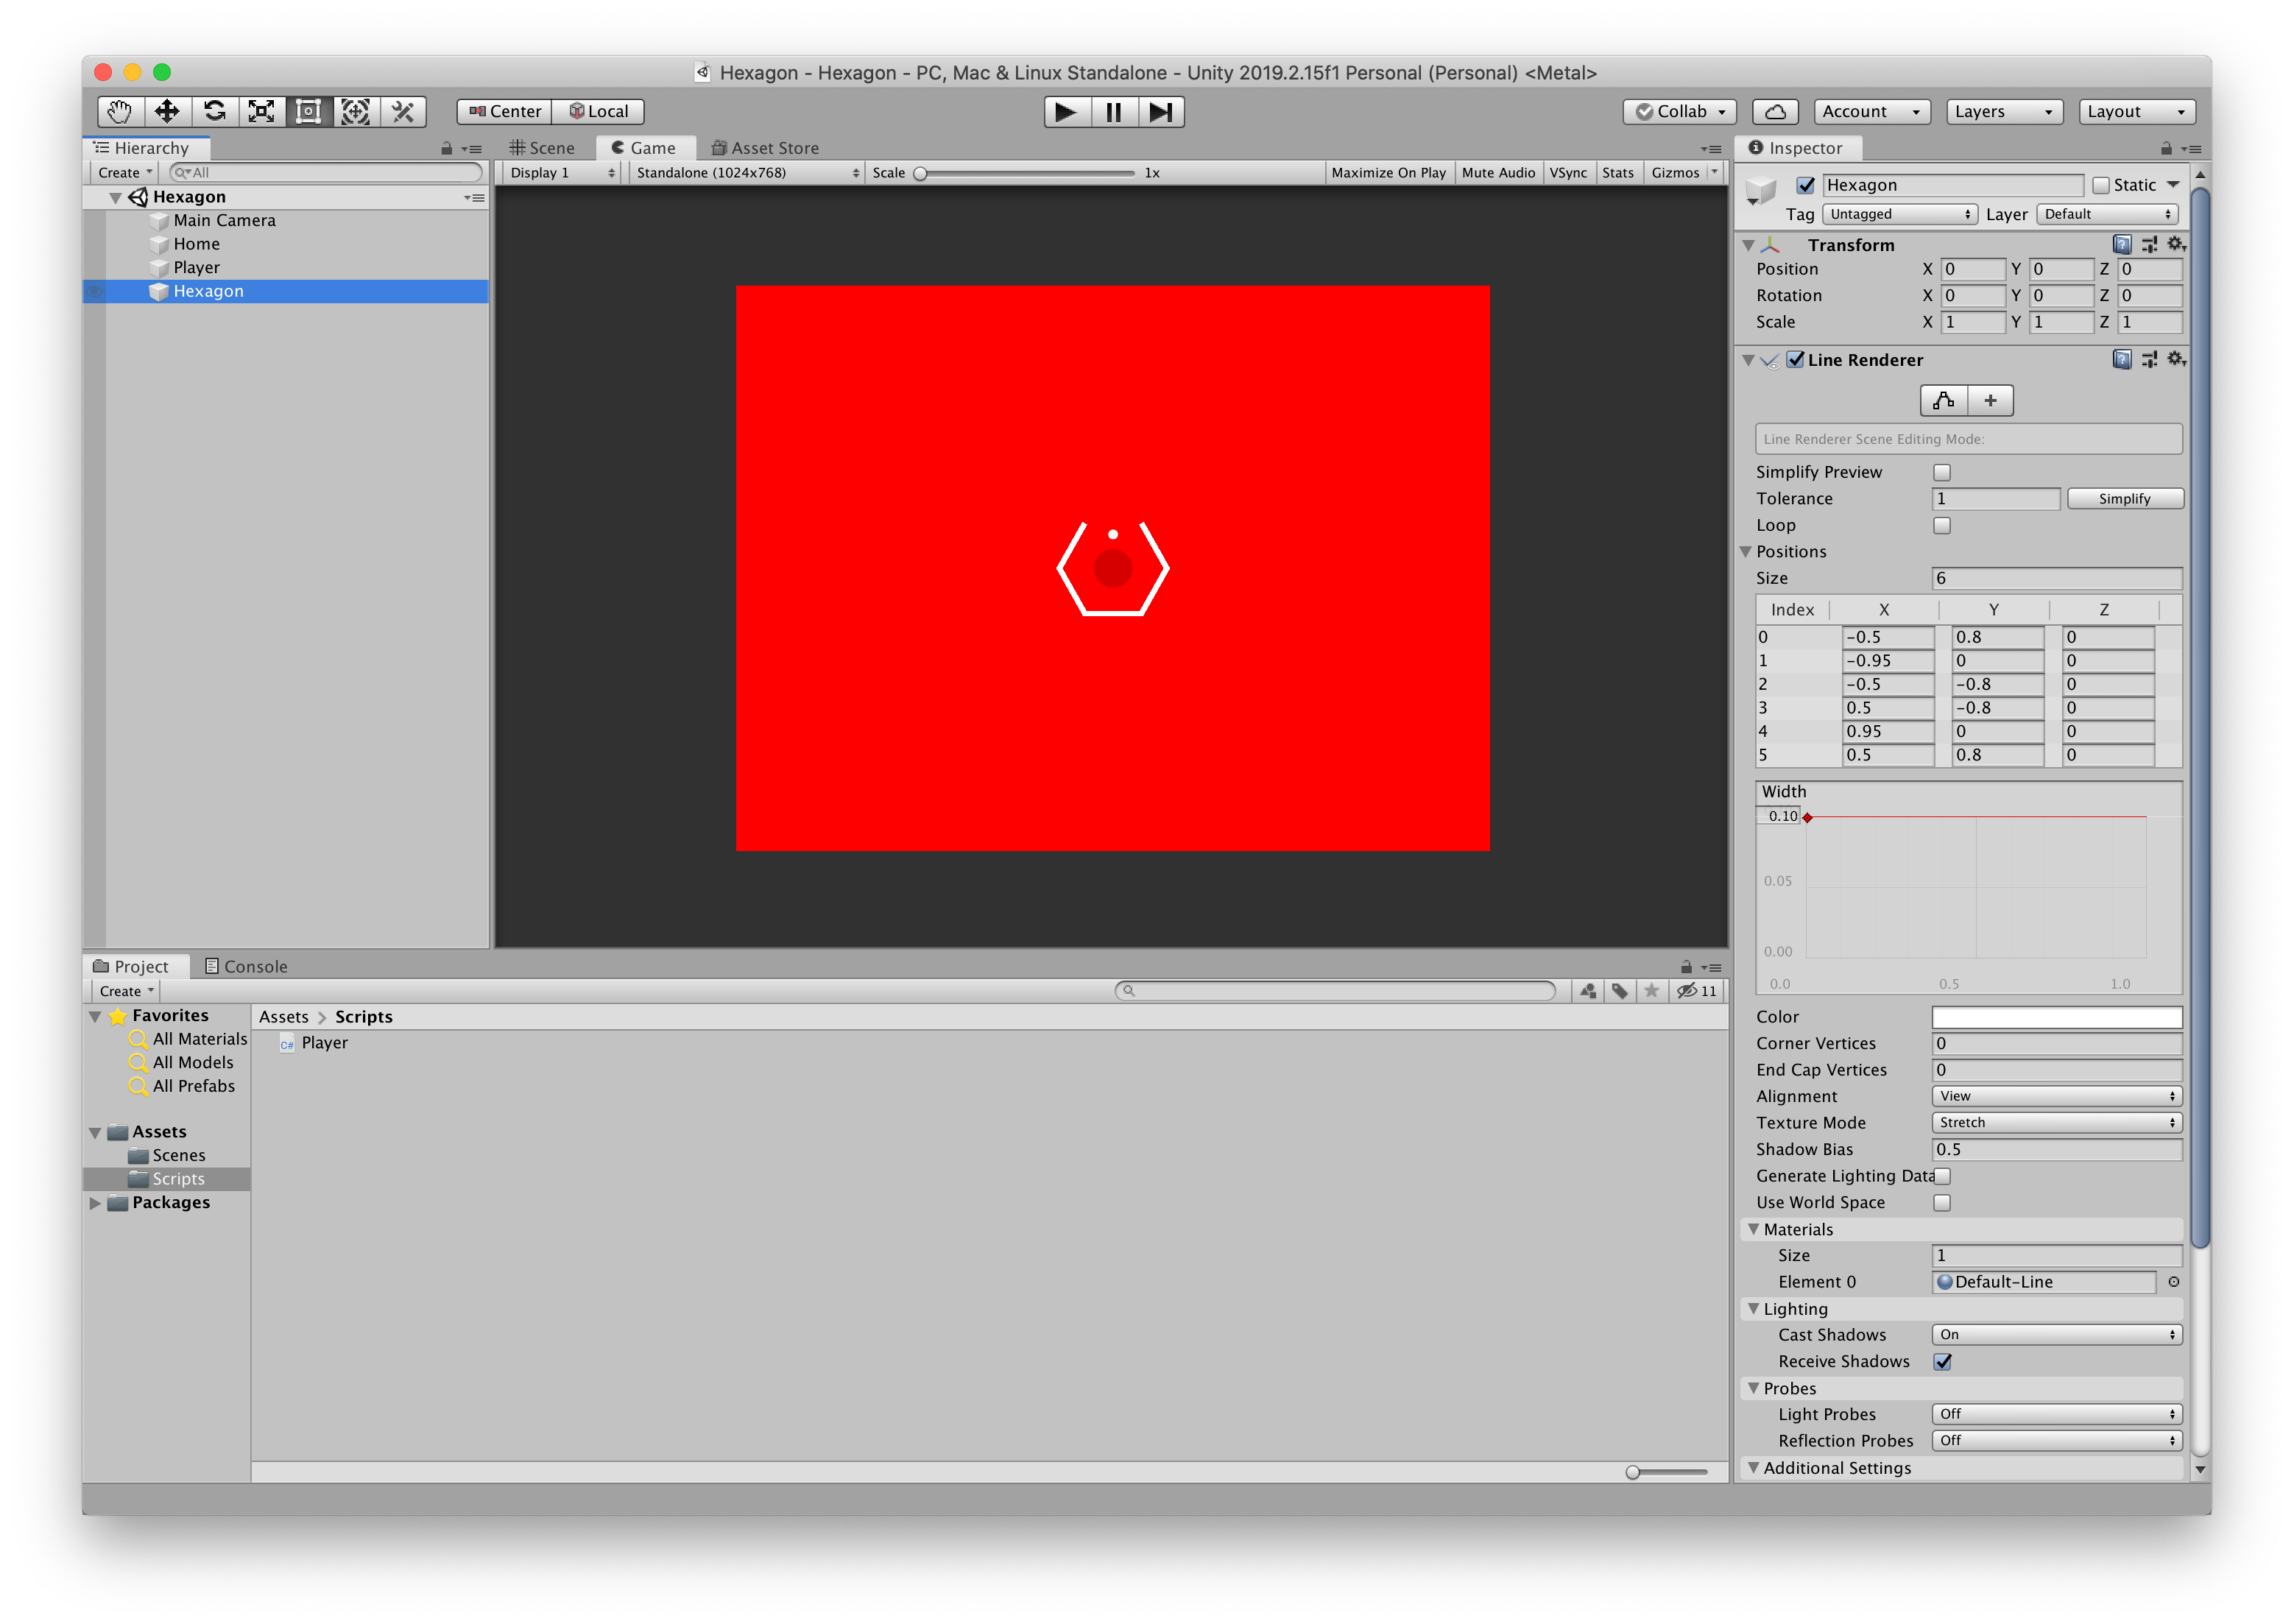 Hexagon - Hexagon - PC, Mac & Linux Standalone - Unity 2019.2.15f1 Personal (Personal) <Metal>
Center Local Collab Account Layers Layout
Hierarchy
Create All
Hexagon
Main Camera
Home
Player
Hexagon
Scene Game Asset Store
Display 1 Standalone (1024x768) Scale 1x Maximize On Play Mute Audio VSync Stats Gizmos
Inspector
Hexagon Static
Tag Untagged Layer Default
Transform
Position X 0 Y 0 Z 0
Rotation X 0 Y 0 Z 0
Scale X 1 Y 1 Z 1
Line Renderer
Line Renderer Scene Editing Mode:
Simplify Preview
Tolerance 1 Simplify
Loop
Positions
Size 6
Index X Y Z
0 -0.5 0.8 0
1 -0.95 0 0
2 -0.5 -0.8 0
3 0.5 -0.8 0
4 0.95 0 0
5 0.5 0.8 0
Width
0.10
0.05
0.00
0.0 0.5 1.0
Color
Corner Vertices 0
End Cap Vertices 0
Alignment View
Texture Mode Stretch
Shadow Bias 0.5
Generate Lighting Data
Use World Space
Materials
Size 1
Element 0 Default-Line
Lighting
Cast Shadows On
Receive Shadows
Probes
Light Probes Off
Reflection Probes Off
Additional Settings
Project Console
Create 11
Favorites
All Materials
All Models
All Prefabs
Assets
Scenes
Scripts
Packages
Assets > Scripts
C# Player